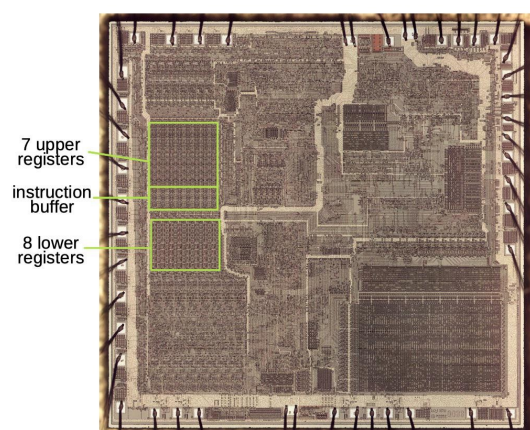 7 upper
registers
instruction
buffer
8 lower
registers